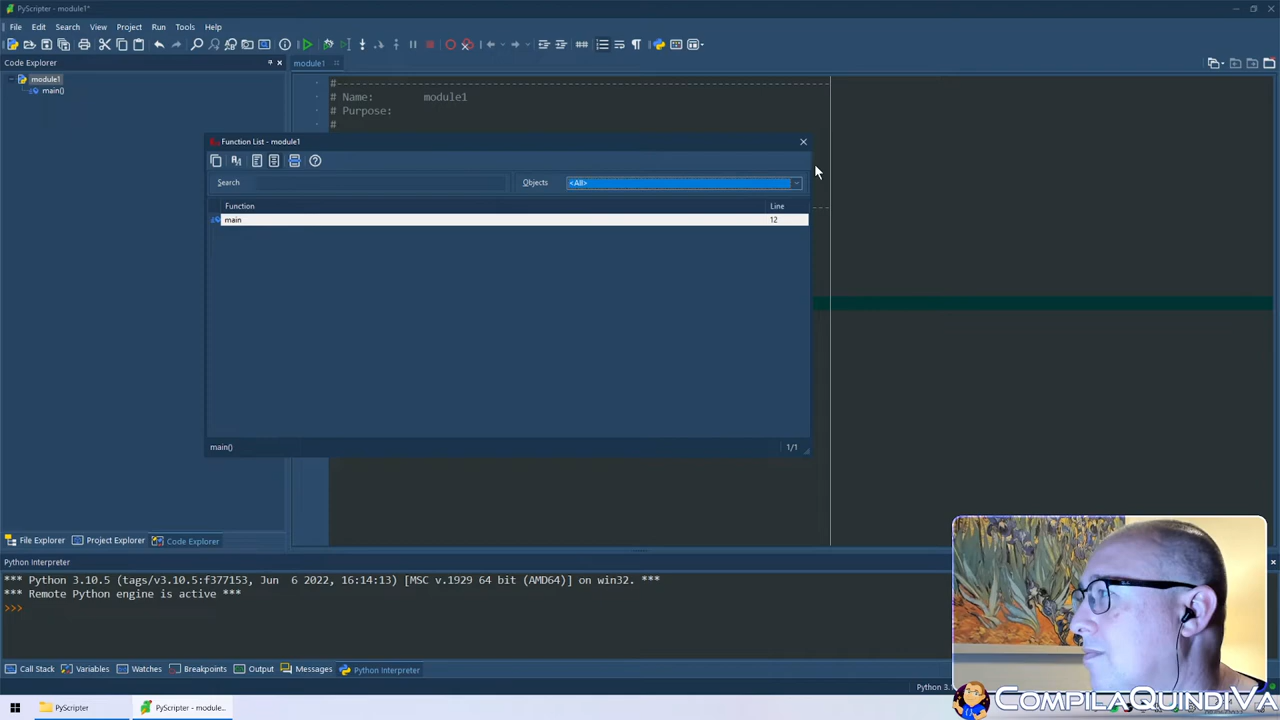 PyScripter - module1*
File Edit Search View Project Run Tools Help
Code Explorer
module1
module1
main()
#--------------------------------------------------------------------
# Name: module1
# Purpose:
#
Function List - module1
Search
Objects
<All>
Function
Line
main
12
main()
1/1
File Explorer
Project Explorer
Code Explorer
Python Interpreter
*** Python 3.10.5 (tags/v3.10.5:f377153, Jun 6 2022, 16:14:13) [MSC v.1929 64 bit (AMD64)] on win32. ***
*** Remote Python engine is active ***
>>>
Call Stack
Variables
Watches
Breakpoints
Output
Messages
Python Interpreter
Python 3.
PyScripter
PyScripter - module...
CompilaQuindiVa